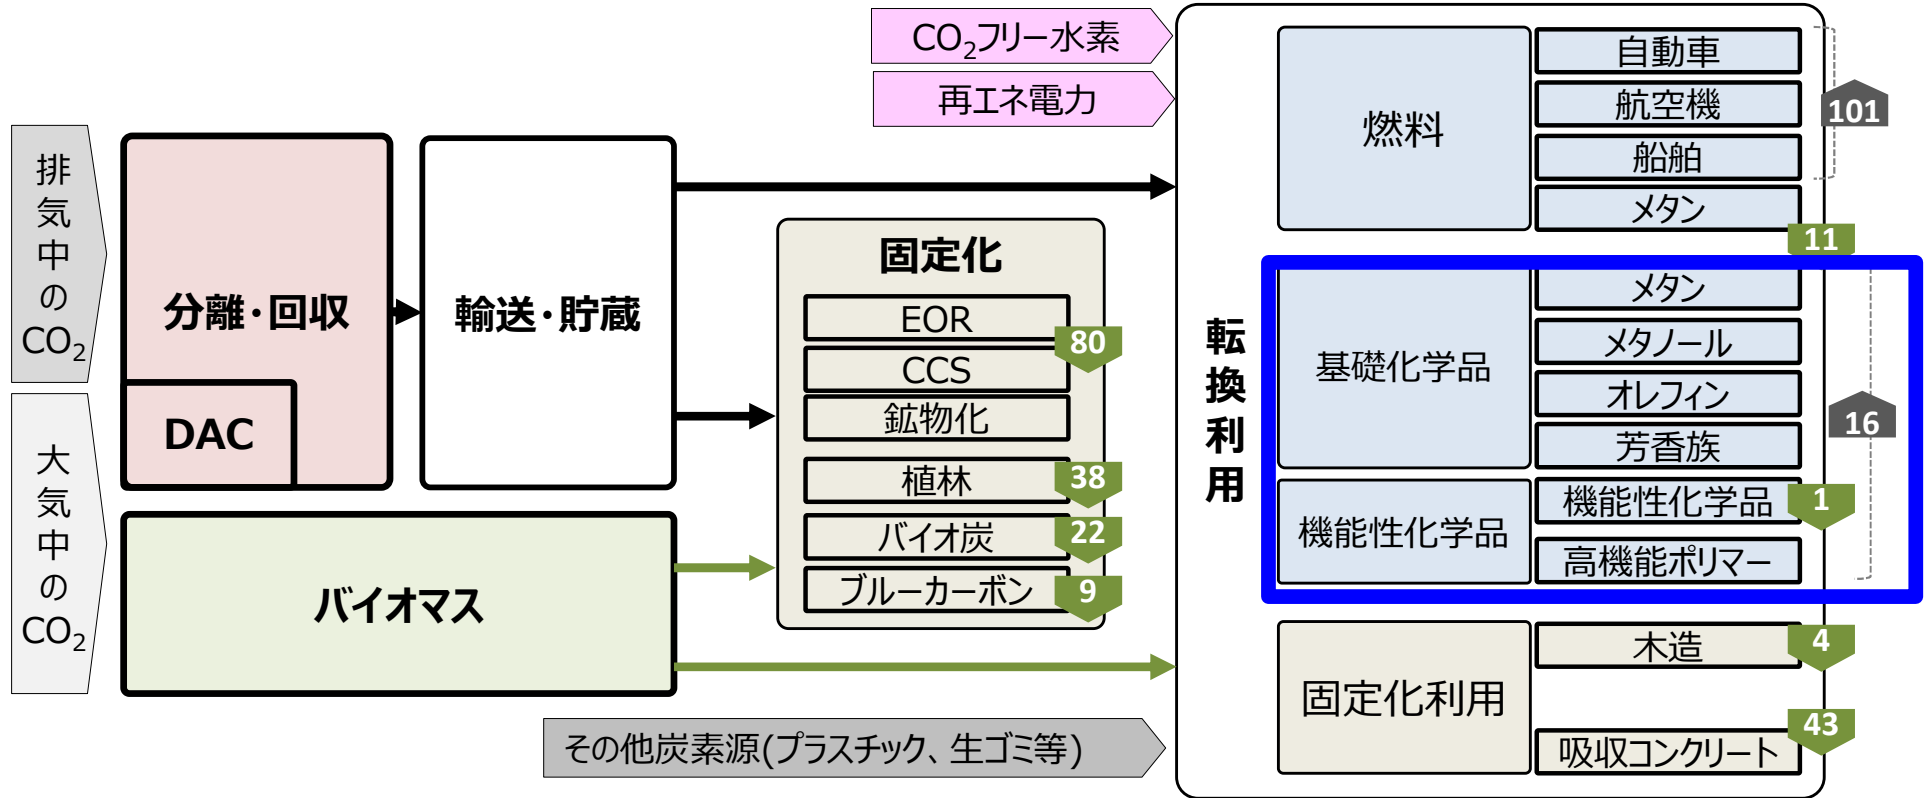 CO₂フリー水素
再エネ電力
排気中のCO₂
大気中のCO₂
分離・回収
DAC
輸送・貯蔵
バイオマス
固定化
EOR
80
CCS
鉱物化
植林
38
バイオ炭
22
ブルーカーボン
9
その他炭素源(プラスチック、生ゴミ等)
転換利用
燃料
自動車
航空機
船舶
101
メタン
11
基礎化学品
メタン
メタノール
オレフィン
芳香族
16
機能性化学品
機能性化学品
1
高機能ポリマー
固定化利用
木造
4
吸収コンクリート
43